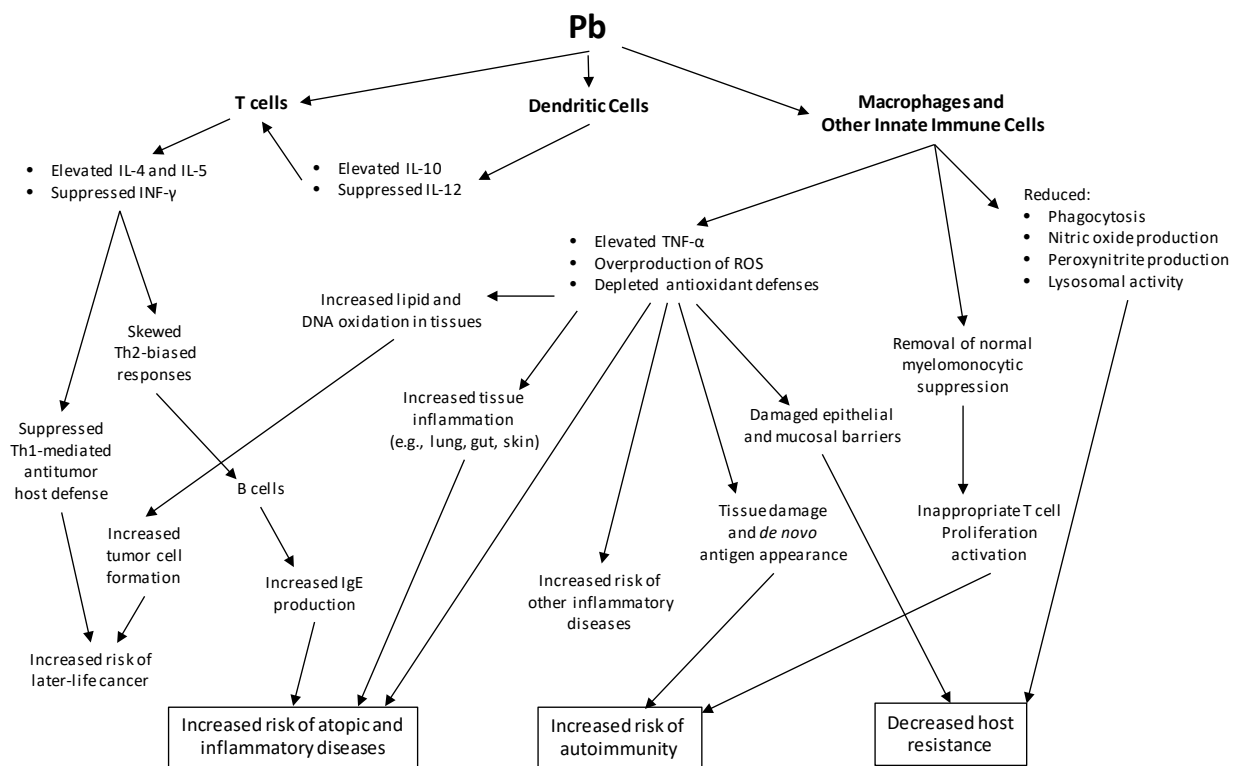 Pb
T cells
Dendritic Cells
Macrophages and
Other Innate Immune Cells
• Elevated IL-4 and IL-5
• Suppressed INF-γ
• Elevated IL-10
• Suppressed IL-12
Reduced:
• Phagocytosis
• Nitric oxide production
• Peroxynitrite production
• Lysosomal activity
• Elevated TNF-α
• Overproduction of ROS
• Depleted antioxidant defenses
Increased lipid and
DNA oxidation in tissues
Skewed
Th2-biased
responses
Removal of normal
myelomonocytic
suppression
Increased tissue
inflammation
(e.g., lung, gut, skin)
Damaged epithelial
and mucosal barriers
Suppressed
Th1-mediated
antitumor
host defense
B cells
Increased
tumor cell
formation
Tissue damage
and de novo
antigen appearance
Inappropriate T cell
Proliferation
activation
Increased IgE
production
Increased risk of
other inflammatory
diseases
Increased risk of
later-life cancer
Increased risk of atopic and
inflammatory diseases
Increased risk of
autoimmunity
Decreased host
resistance